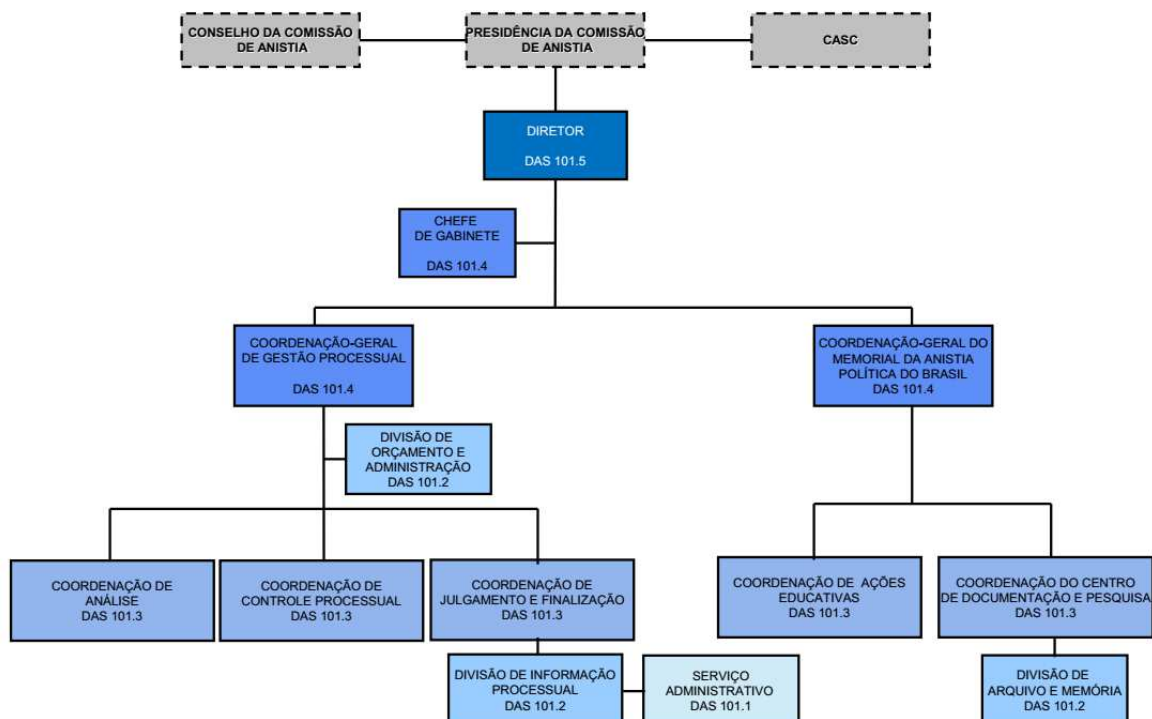 CONSELHO DA COMISSÃO
DE ANISTIA
PRESIDÊNCIA DA COMISSÃO
DE ANISTIA
CASC
DIRETOR
DAS 101.5
CHEFE
DE GABINETE
DAS 101.4
COORDENAÇÃO-GERAL
DE GESTÃO PROCESSUAL
DAS 101.4
COORDENAÇÃO-GERAL DO
MEMORIAL DA ANISTIA
POLÍTICA DO BRASIL
DAS 101.4
DIVISÃO DE
ORÇAMENTO E
ADMINISTRAÇÃO
DAS 101.2
COORDENAÇÃO DE
ANÁLISE
DAS 101.3
COORDENAÇÃO DE
CONTROLE PROCESSUAL
DAS 101.3
COORDENAÇÃO DE
JULGAMENTO E FINALIZAÇÃO
DAS 101.3
COORDENAÇÃO DE AÇÕES
EDUCATIVAS
DAS 101.3
COORDENAÇÃO DO CENTRO
DE DOCUMENTAÇÃO E PESQUISA
DAS 101.3
DIVISÃO DE INFORMAÇÃO
PROCESSUAL
DAS 101.2
SERVIÇO
ADMINISTRATIVO
DAS 101.1
DIVISÃO DE
ARQUIVO E MEMÓRIA
DAS 101.2